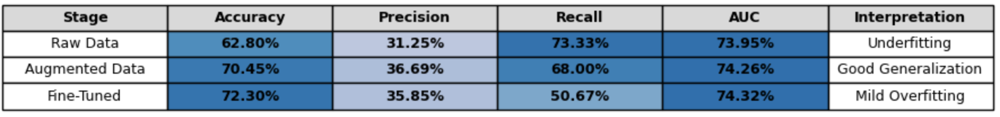 Stage Accuracy Precision Recall AUC Interpretation
Raw Data 62.80% 31.25% 73.33% 73.95% Underfitting
Augmented Data 70.45% 36.69% 68.00% 74.26% Good Generalization
Fine-Tuned 72.30% 35.85% 50.67% 74.32% Mild Overfitting